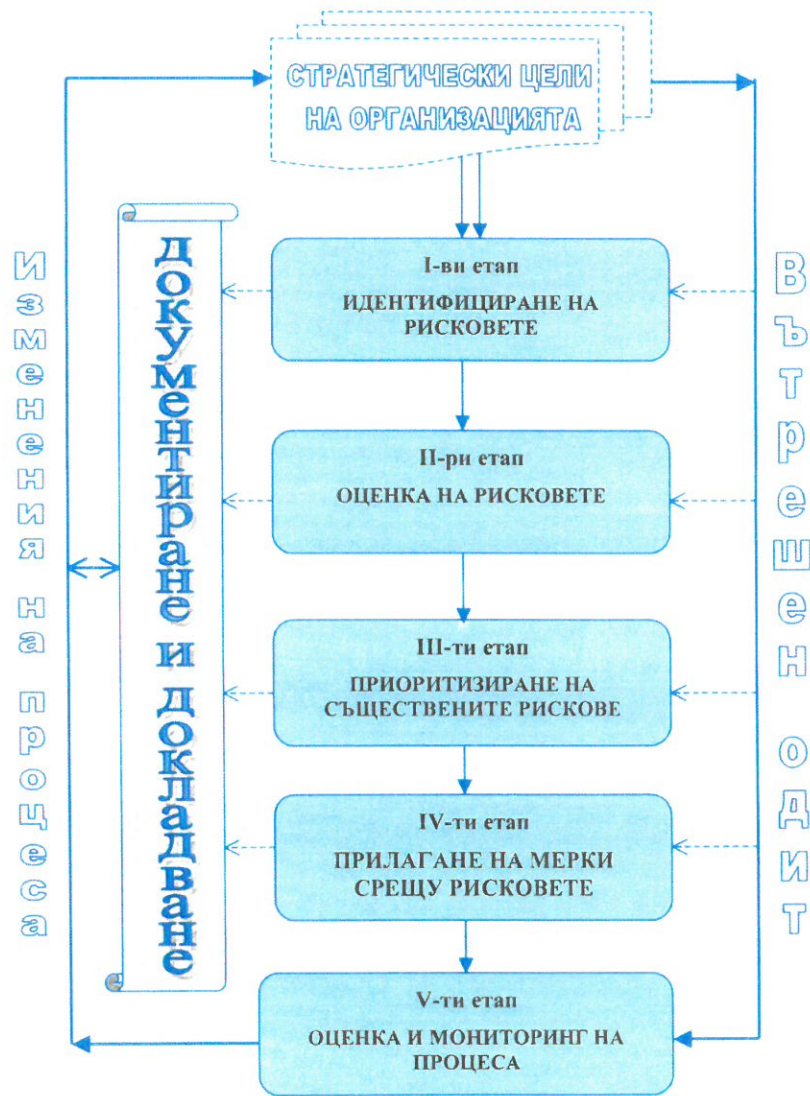 СТРАТЕГИЧЕСКИ ЦЕЛИ
НА ОРГАНИЗАЦИЯТА
Изменения на процеса
документиране и докладване
I-ви етап
ИДЕНТИФИЦИРАНЕ НА
РИСКОВЕТЕ
II-ри етап
ОЦЕНКА НА РИСКОВЕТЕ
III-ти етап
ПРИОРИТИЗИРАНЕ НА
СЪЩЕСТВЕНИТЕ РИСКОВЕ
IV-ти етап
ПРИЛАГАНЕ НА МЕРКИ
СРЕЩУ РИСКОВЕТЕ
V-ти етап
ОЦЕНКА И МОНИТОРИНГ НА
ПРОЦЕСА
Вътрешен одит